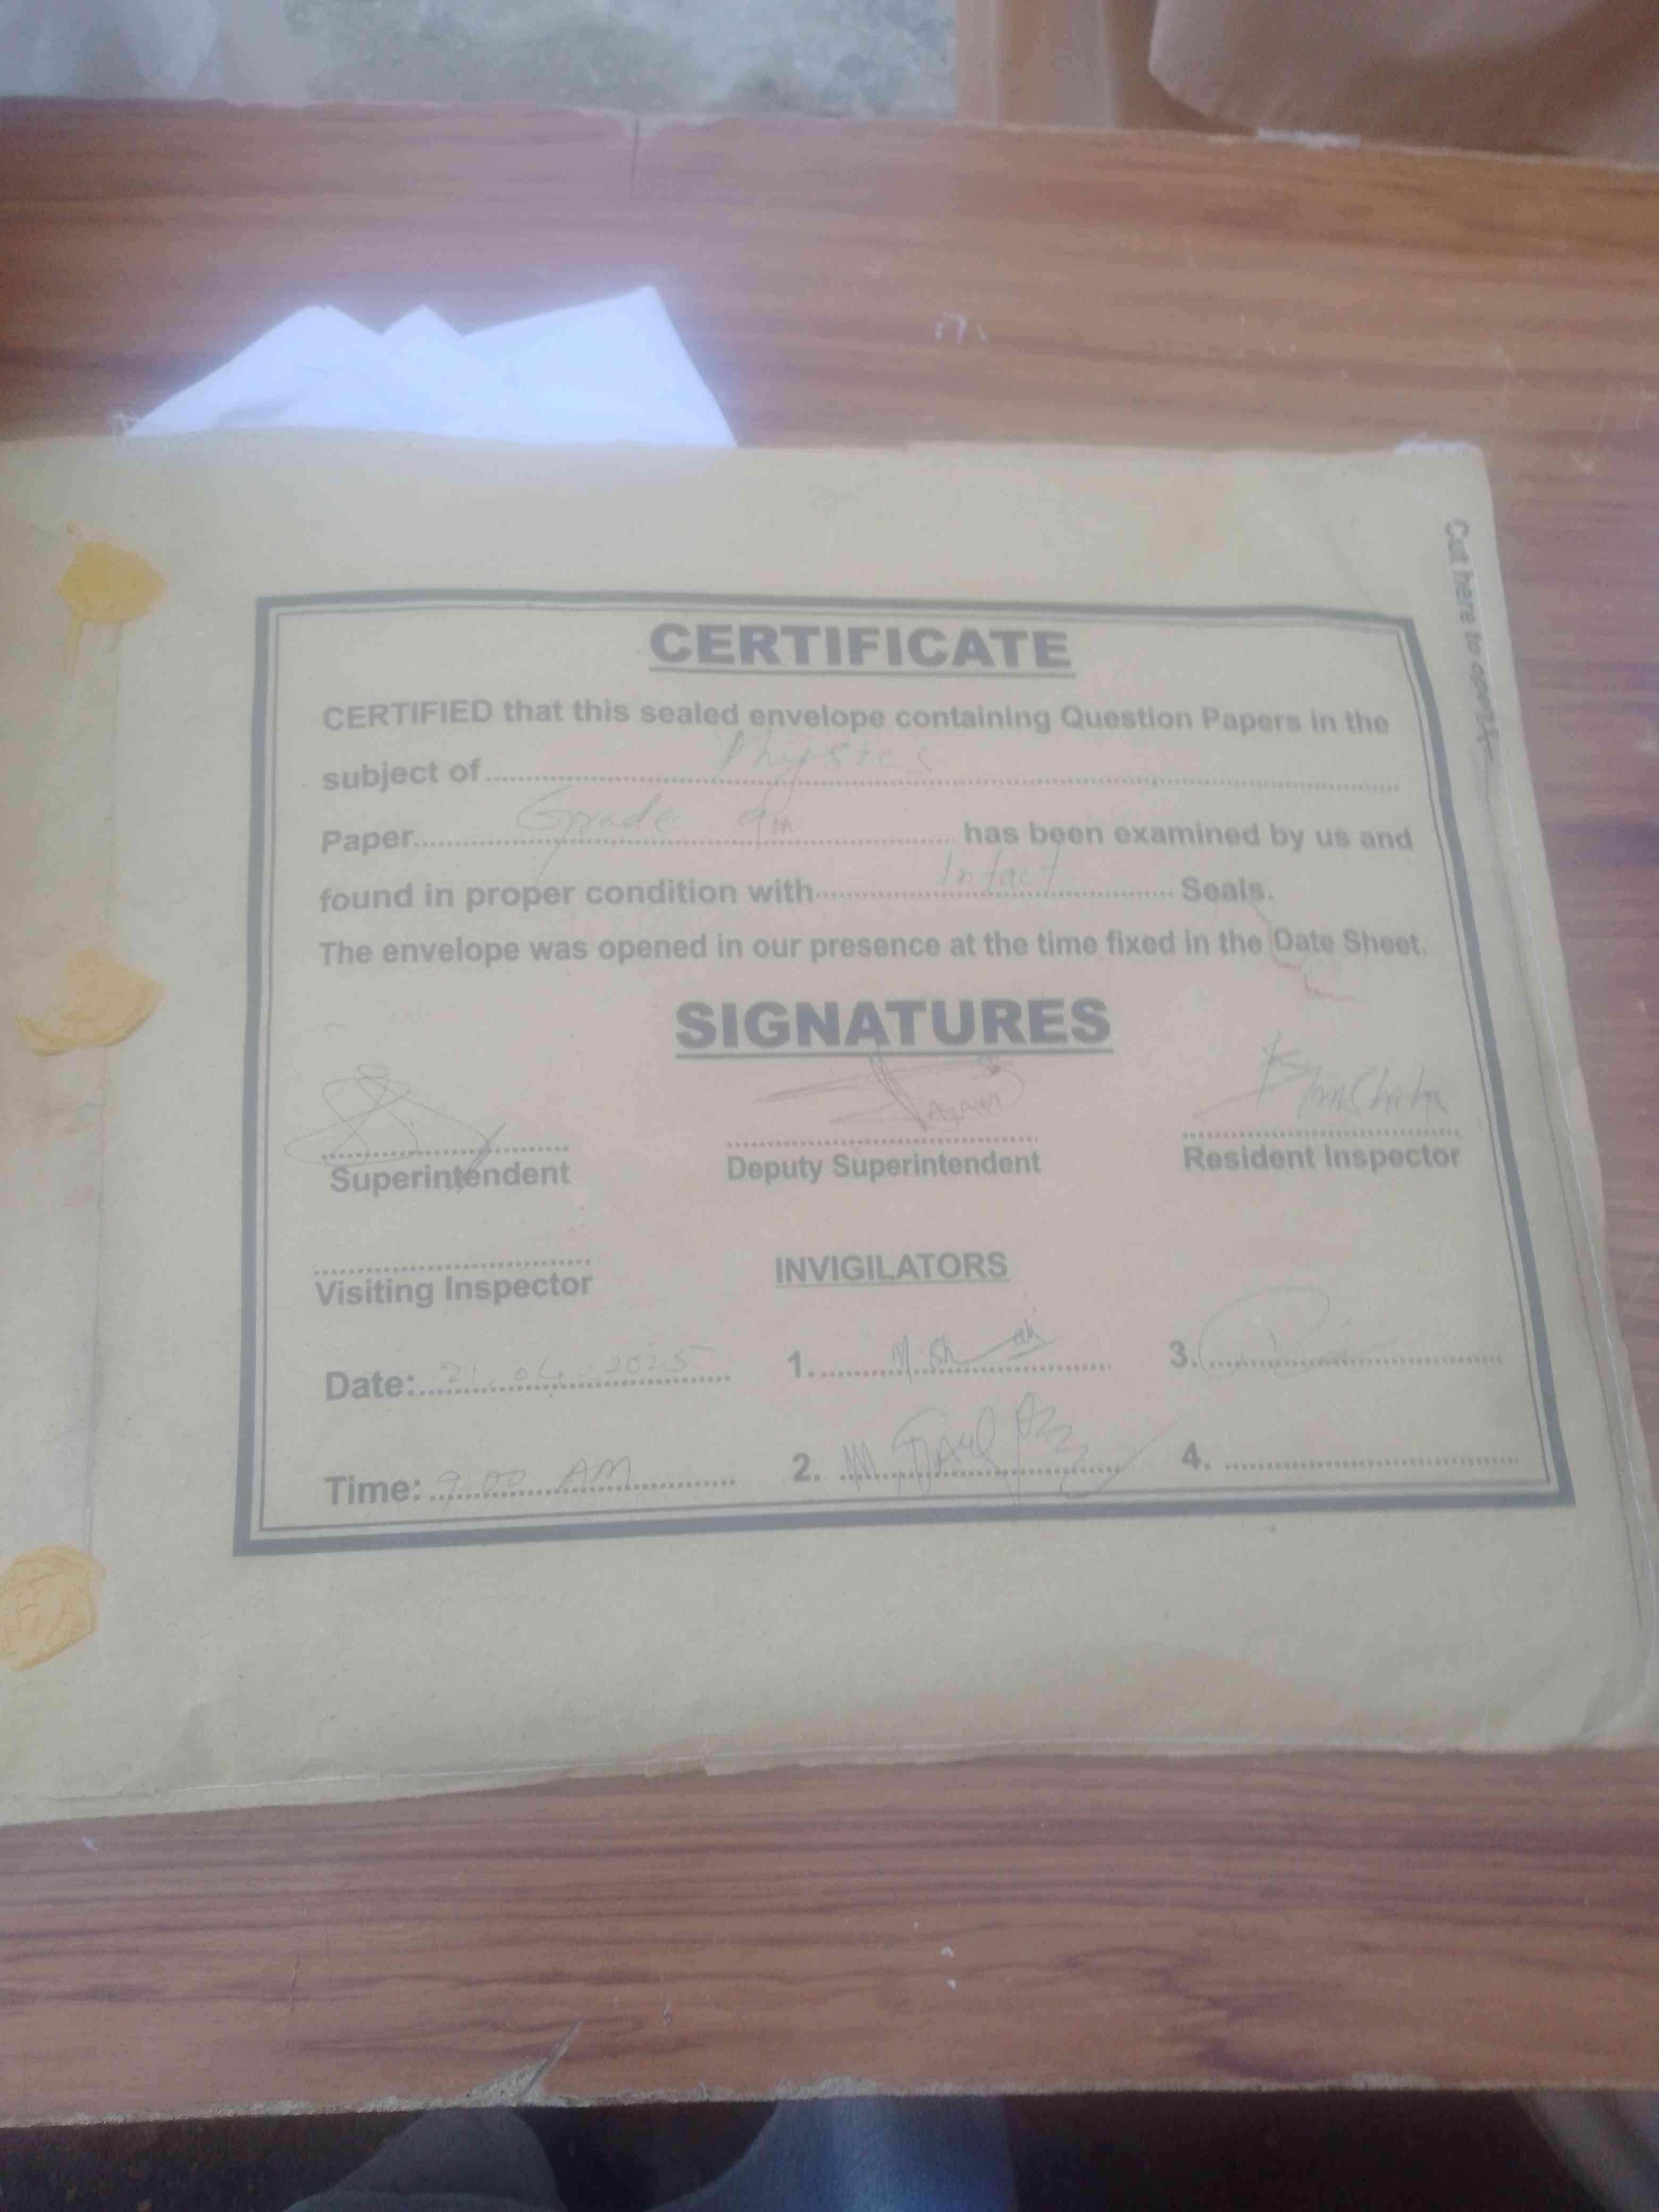 Cut here to open
CERTIFICATE
CERTIFIED that this sealed envelope containing Question Papers in the
subject of Physics
Paper Grade 9th has been examined by us and
found in proper condition with Intact Seals.
The envelope was opened in our presence at the time fixed in the Date Sheet.
SIGNATURES
Superintendent Deputy Superintendent Resident Inspector
Visiting Inspector INVIGILATORS
Date: 21.04.2025 1. 3.
Time: 9:00 AM 2. 4.